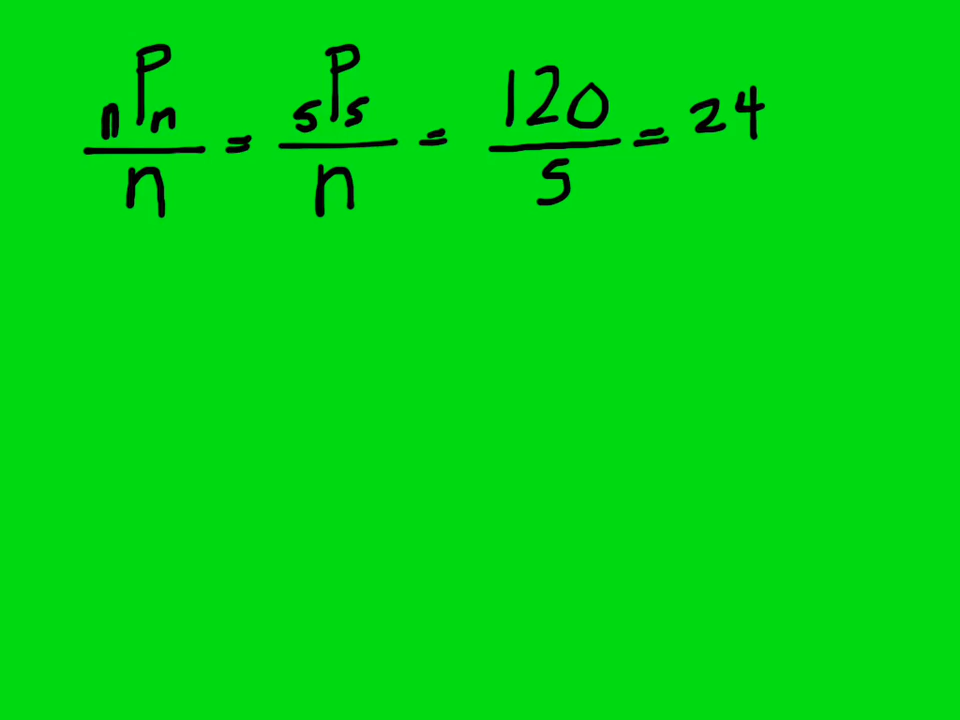 nPn/n = 5P5/n = 120/5 = 24